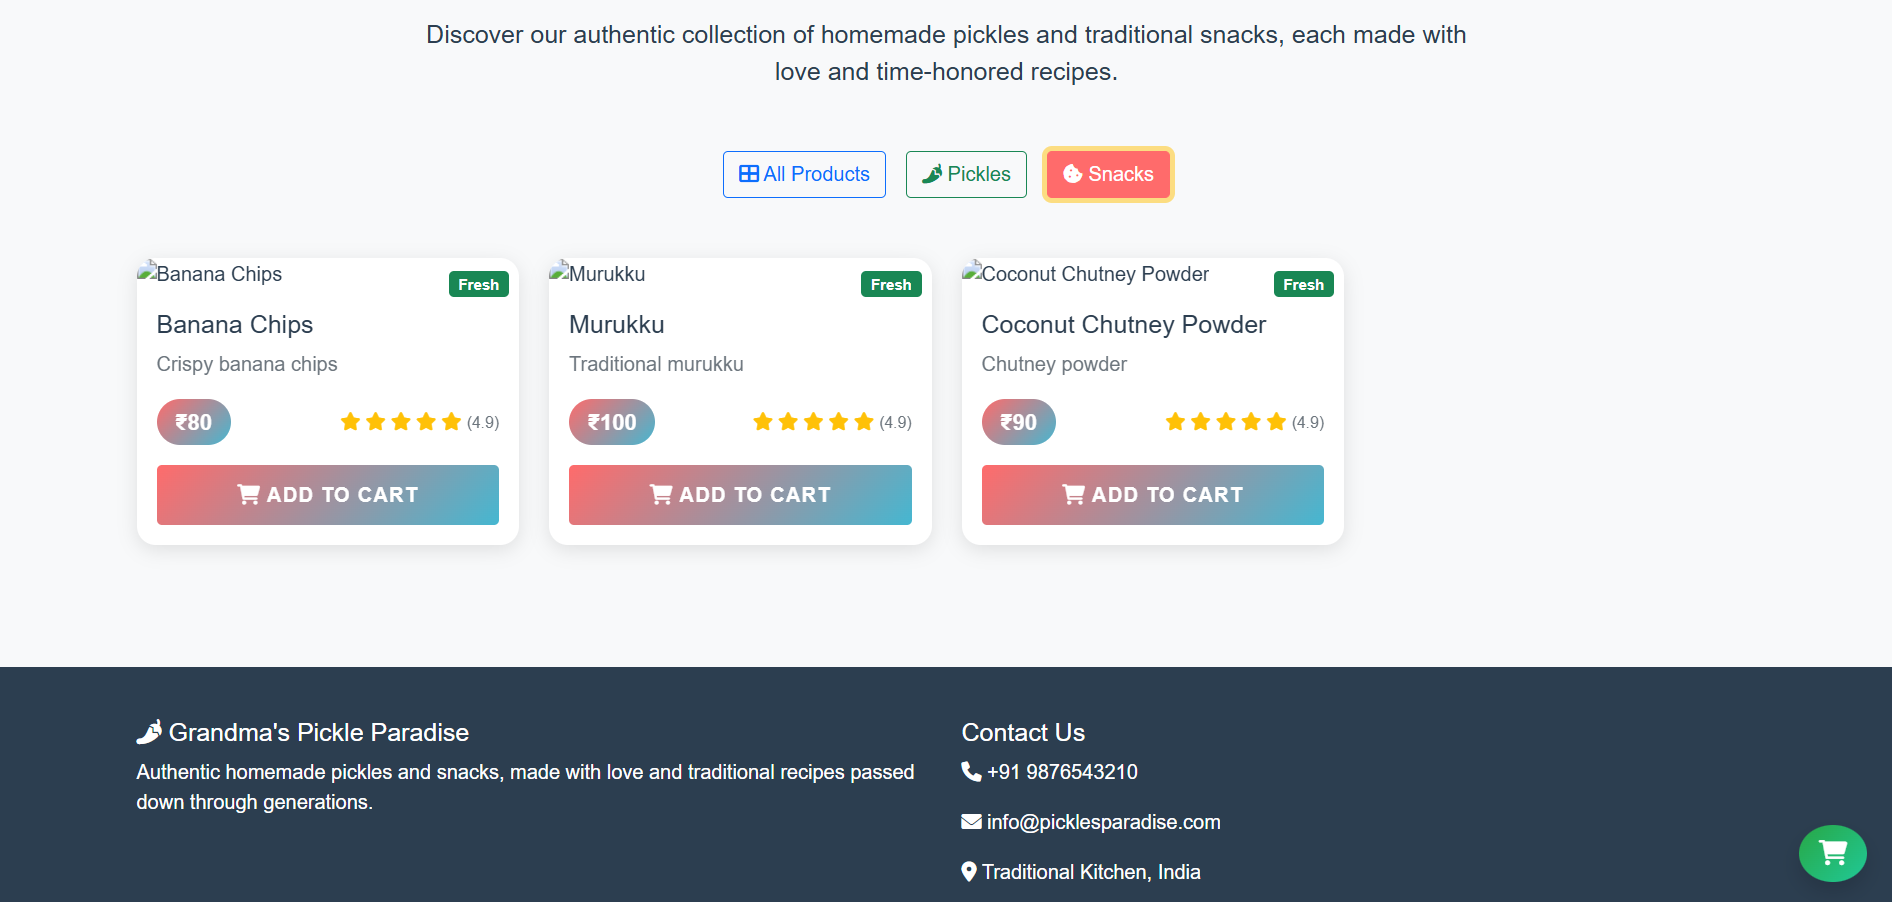 Discover our authentic collection of homemade pickles and traditional snacks, each made with
love and time-honored recipes.
All Products
Pickles
Snacks
Banana Chips
Fresh
Banana Chips
Crispy banana chips
₹80
(4.9)
ADD TO CART
Murukku
Fresh
Murukku
Traditional murukku
₹100
(4.9)
ADD TO CART
Coconut Chutney Powder
Fresh
Coconut Chutney Powder
Chutney powder
₹90
(4.9)
ADD TO CART
Grandma's Pickle Paradise
Authentic homemade pickles and snacks, made with love and traditional recipes passed
down through generations.
Contact Us
+91 9876543210
info@picklesparadise.com
Traditional Kitchen, India